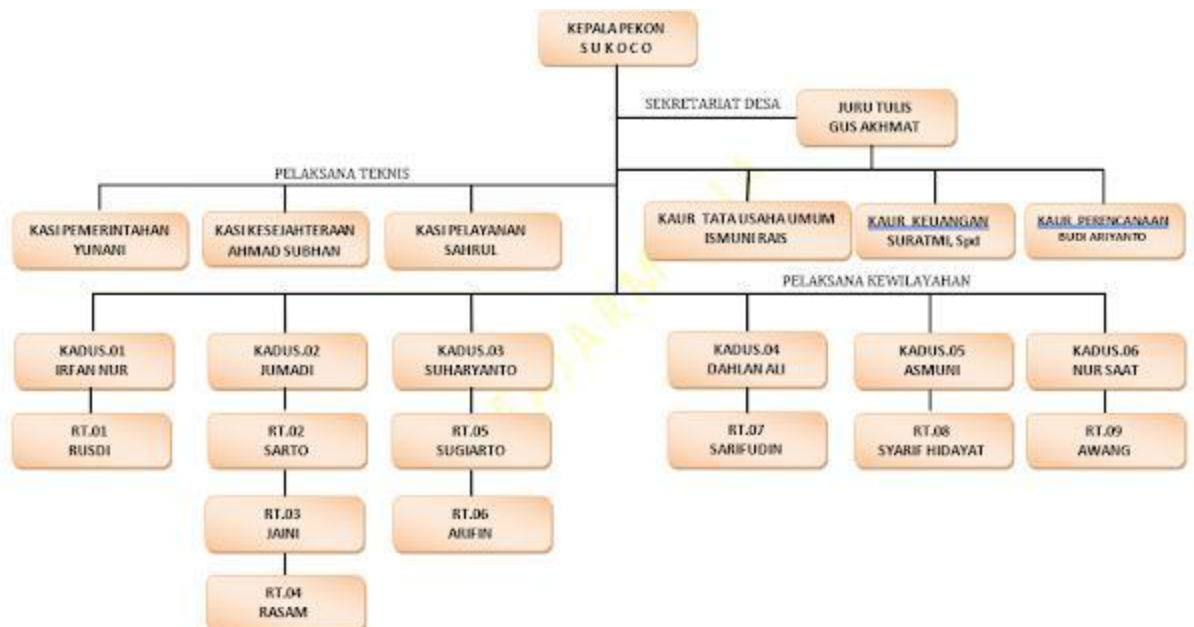 KEPALA PEKON
S U K O C O
SEKRETARIAT DESA
JURU TULIS
GUS AKHMAT
PELAKSANA TEKNIS
KASI PEMERINTAHAN
YUNANI
KASI KESEJAHTERAAN
AHMAD SUBHAN
KASI PELAYANAN
SAHRUL
KAUR TATA USAHA UMUM
ISMUNI RAIS
KAUR KEUANGAN
SURATMI, Spd
KAUR PERENCANAAN
BUDI ARIYANTO
PELAKSANA KEWILAYAHAN
KADUS.01
IRFAN NUR
KADUS.02
JUMADI
KADUS.03
SUHARYANTO
KADUS.04
DAHLAN ALI
KADUS.05
ASMUNI
KADUS.06
NUR SAAT
RT.01
RUSDI
RT.02
SARTO
RT.05
SUGIARTO
RT.07
SARIFUDIN
RT.08
SYARIF HIDAYAT
RT.09
AWANG
RT.03
JAINI
RT.06
ARIFIN
RT.04
RASAM